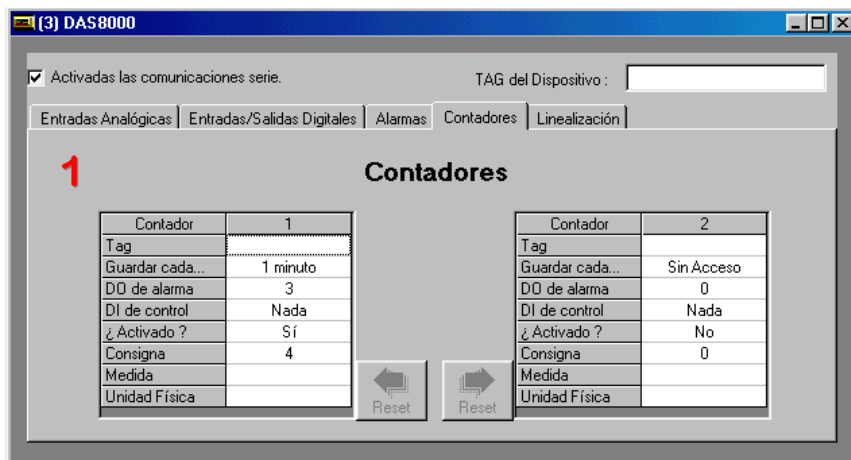 (3) DAS8000
Activadas las comunicaciones serie. TAG del Dispositivo :
Entradas Analógicas Entradas/Salidas Digitales Alarmas Contadores Linealización
1 Contadores
Contador 1
Tag
Guardar cada... 1 minuto
DO de alarma 3
DI de control Nada
¿ Activado ? Sí
Consigna 4
Medida
Unidad Física
Reset
Reset
Contador 2
Tag
Guardar cada... Sin Acceso
DO de alarma 0
DI de control Nada
¿ Activado ? No
Consigna 0
Medida
Unidad Física